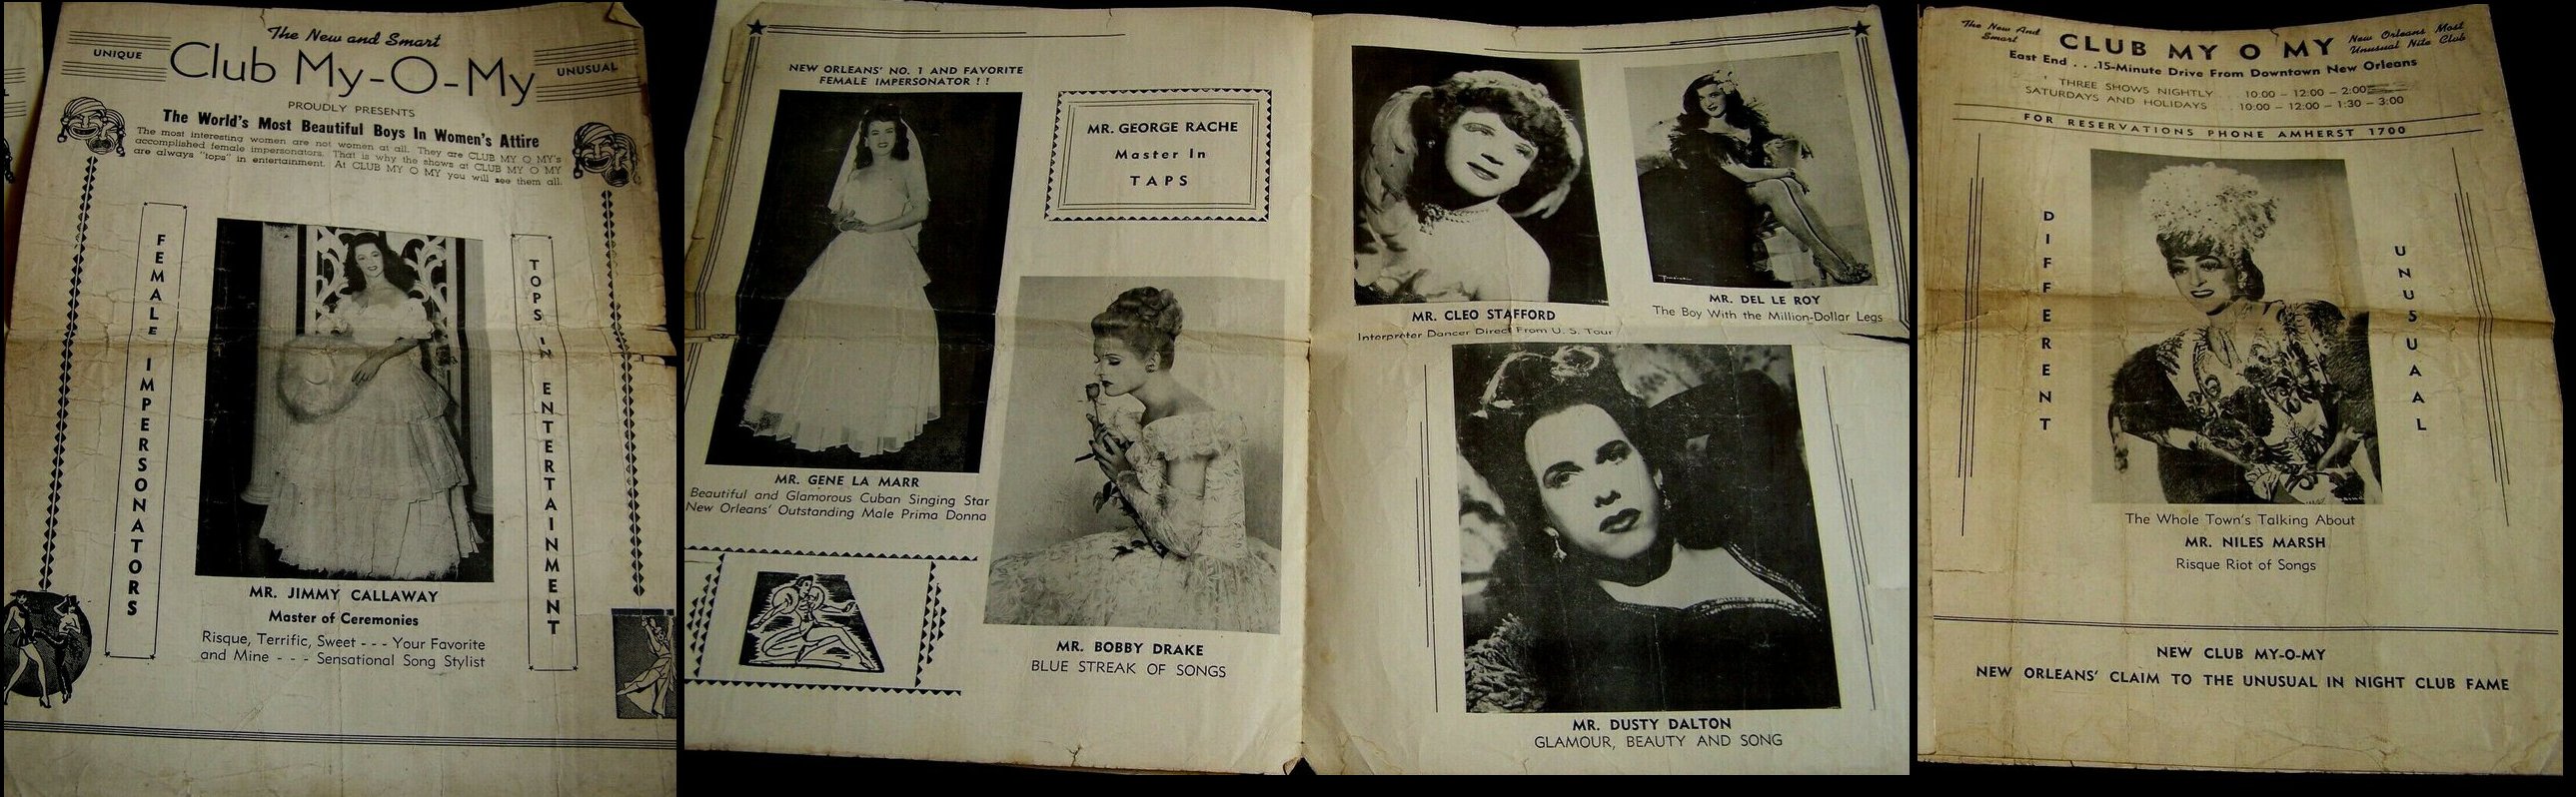 The New and Smart
UNIQUE
Club My-O-My
UNUSUAL
PROUDLY PRESENTS
The World's Most Beautiful Boys In Women's Attire
The most interesting women are not women at all. They are CLUB MY O MY's
accomplished female impersonators. That is why the shows at CLUB MY O MY
are always "tops" in entertainment. At CLUB MY O MY you will see them all.
FEMALE IMPERSONATORS
TOPS IN ENTERTAINMENT
MR. JIMMY CALLAWAY
Master of Ceremonies
Risque, Terrific, Sweet - - - Your Favorite
and Mine - - - Sensational Song Stylist
NEW ORLEANS' NO. 1 AND FAVORITE
FEMALE IMPERSONATOR ! !
MR. GENE LA MARR
Beautiful and Glamorous Cuban Singing Star
New Orleans' Outstanding Male Prima Donna
MR. GEORGE RACHE
Master In
TAPS
MR. BOBBY DRAKE
BLUE STREAK OF SONGS
MR. CLEO STAFFORD
Interpreter Dancer Direct From U. S. Tour
MR. DEL LE ROY
The Boy With the Million-Dollar Legs
MR. DUSTY DALTON
GLAMOUR, BEAUTY AND SONG
The New And
Smart
CLUB MY O MY
New Orleans Most
Unusual Nite Club
East End . . .15-Minute Drive From Downtown New Orleans
THREE SHOWS NIGHTLY . 10:00 - 12:00 - 2:00
SATURDAYS AND HOLIDAYS . 10:00 - 12:00 - 1:30 - 3:00
FOR RESERVATIONS PHONE AMHERST 1700
DIFFERENT
UNUSUAL
The Whole Town's Talking About
MR. NILES MARSH
Risque Riot of Songs
NEW CLUB MY-O-MY
NEW ORLEANS' CLAIM TO THE UNUSUAL IN NIGHT CLUB FAME